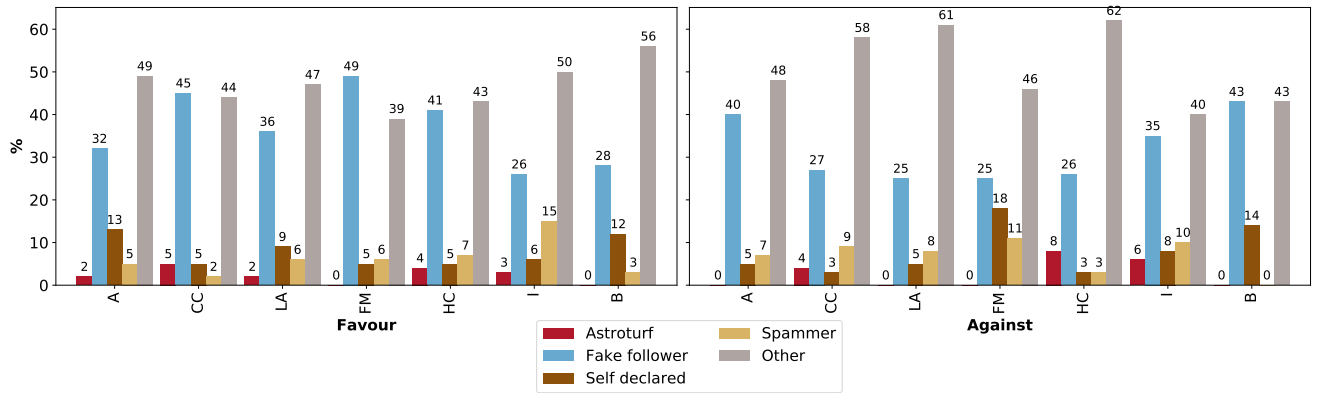 %
60
50
40
30
20
10
0
2 32 13 5 49
5 45 5 2 44
2 36 9 6 47
0 49 5 6 39
4 41 5 7 43
3 26 6 15 50
0 28 12 3 56
A CC LA FM HC I B
Favour
0 40 5 7 48
4 27 3 9 58
0 25 5 8 61
0 25 18 11 46
8 26 3 3 62
6 35 8 10 40
0 43 14 0 43
A CC LA FM HC I B
Against
Astroturf
Fake follower
Self declared
Spammer
Other